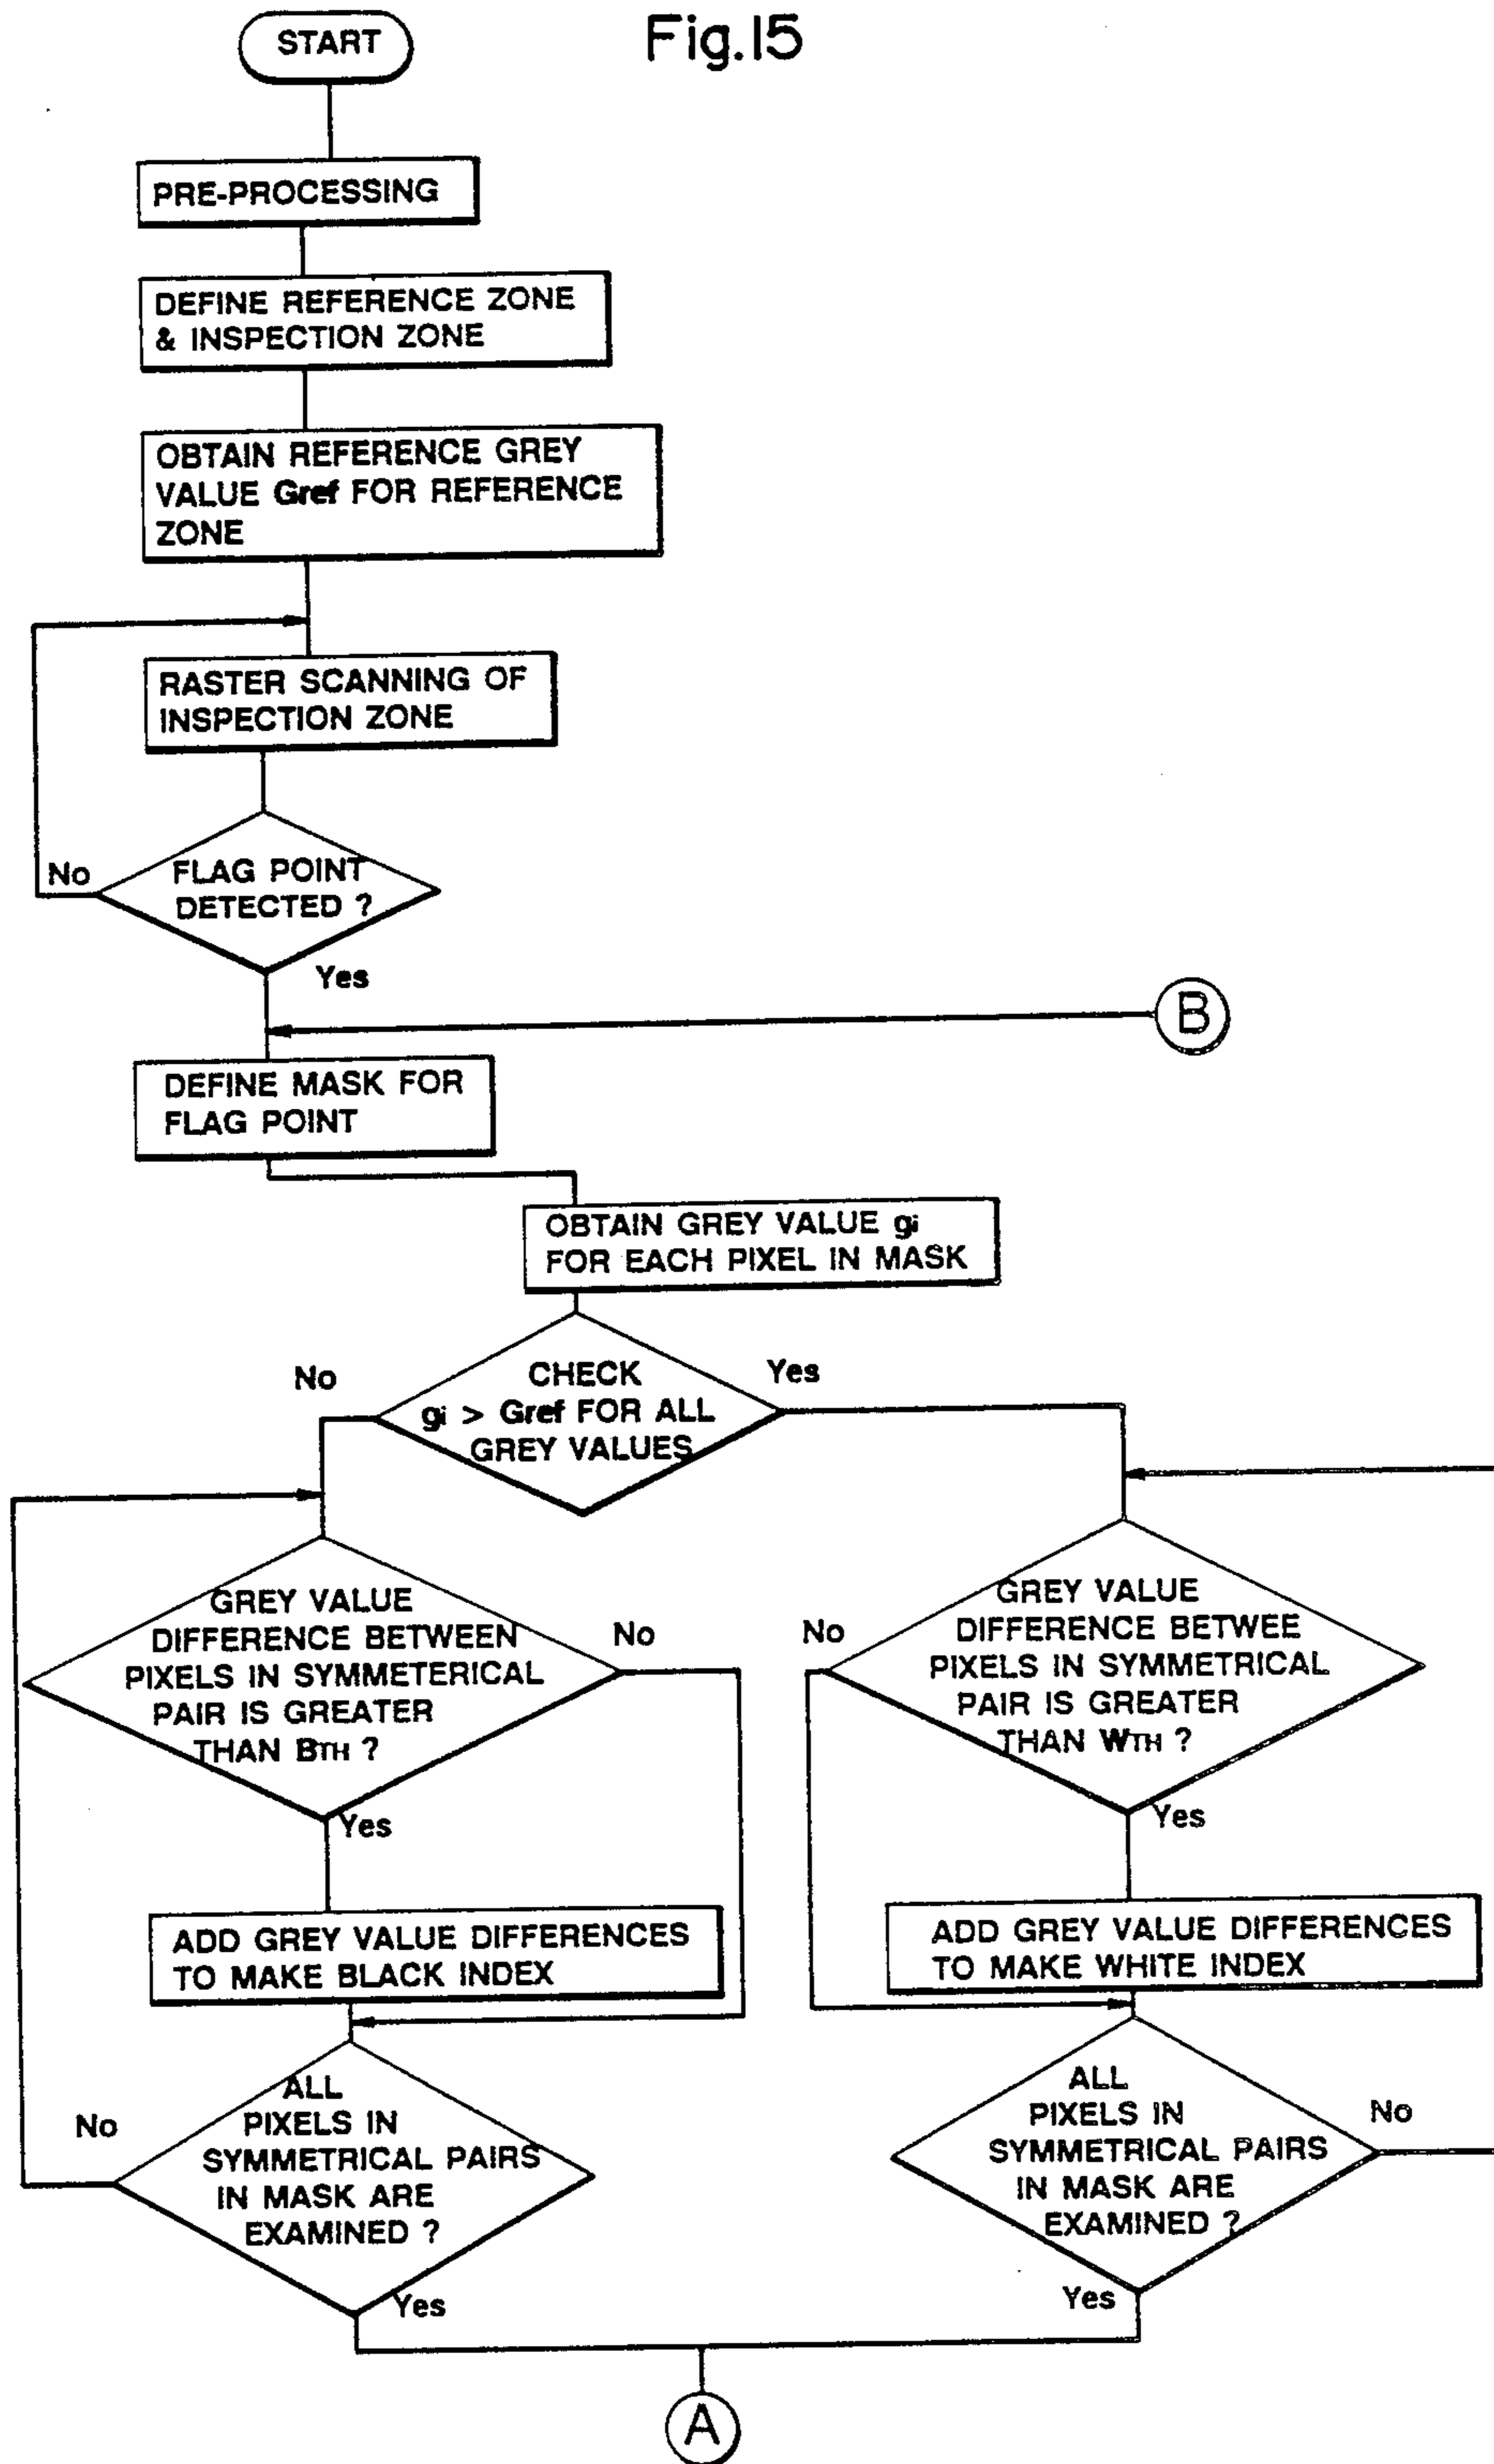 Fig.15
START
PRE-PROCESSING
DEFINE REFERENCE ZONE
& INSPECTION ZONE
OBTAIN REFERENCE GREY
VALUE Gref FOR REFERENCE
ZONE
RASTER SCANNING OF
INSPECTION ZONE
FLAG POINT
DETECTED ?
No
Yes
B
DEFINE MASK FOR
FLAG POINT
OBTAIN GREY VALUE gi
FOR EACH PIXEL IN MASK
CHECK
gi > Gref FOR ALL
GREY VALUES
No
Yes
GREY VALUE
DIFFERENCE BETWEEN
PIXELS IN SYMMETERICAL
PAIR IS GREATER
THAN BTH ?
No
Yes
ADD GREY VALUE DIFFERENCES
TO MAKE BLACK INDEX
ALL
PIXELS IN
SYMMETRICAL PAIRS
IN MASK ARE
EXAMINED ?
No
Yes
GREY VALUE
DIFFERENCE BETWEE
PIXELS IN SYMMETRICAL
PAIR IS GREATER
THAN WTH ?
No
Yes
ADD GREY VALUE DIFFERENCES
TO MAKE WHITE INDEX
ALL
PIXELS IN
SYMMETRICAL PAIRS
IN MASK ARE
EXAMINED ?
No
Yes
A